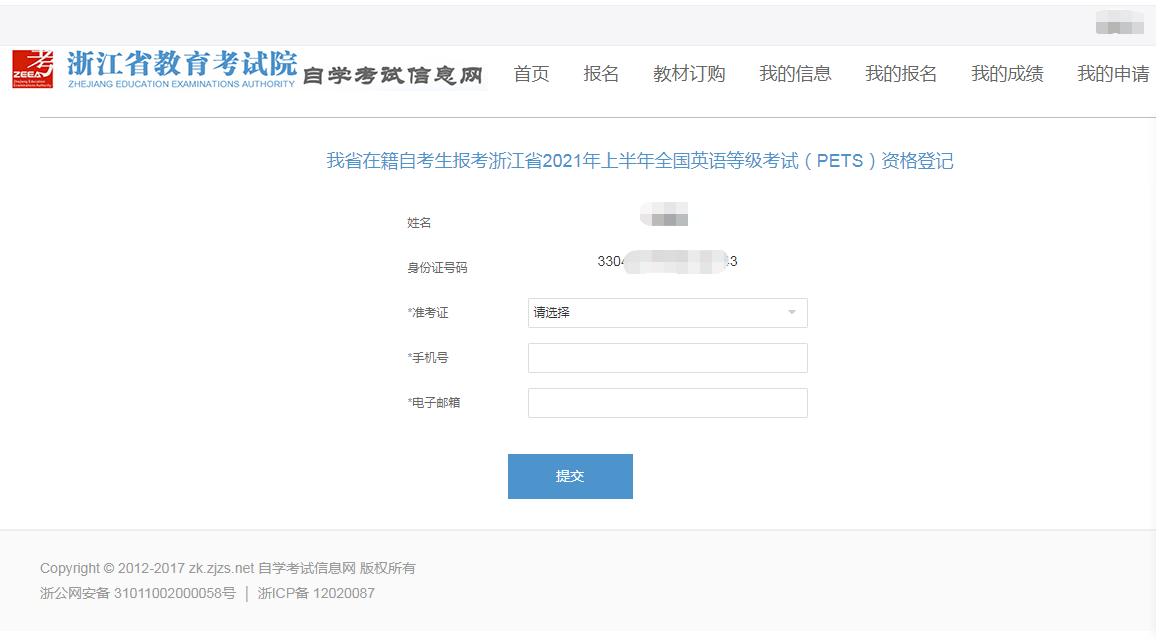 考
ZEEA
Zhejiang Education
Examinations Authority
浙江省教育考试院
ZHEJIANG EDUCATION EXAMINATIONS AUTHORITY
自学考试信息网
首页 报名 教材订购 我的信息 我的报名 我的成绩 我的申请
我省在籍自考生报考浙江省2021年上半年全国英语等级考试（PETS）资格登记
姓名
身份证号码 330 3
*准考证 请选择
*手机号
*电子邮箱
提交
Copyright © 2012-2017 zk.zjzs.net 自学考试信息网 版权所有
浙公网安备 31011002000058号 │ 浙ICP备 12020087